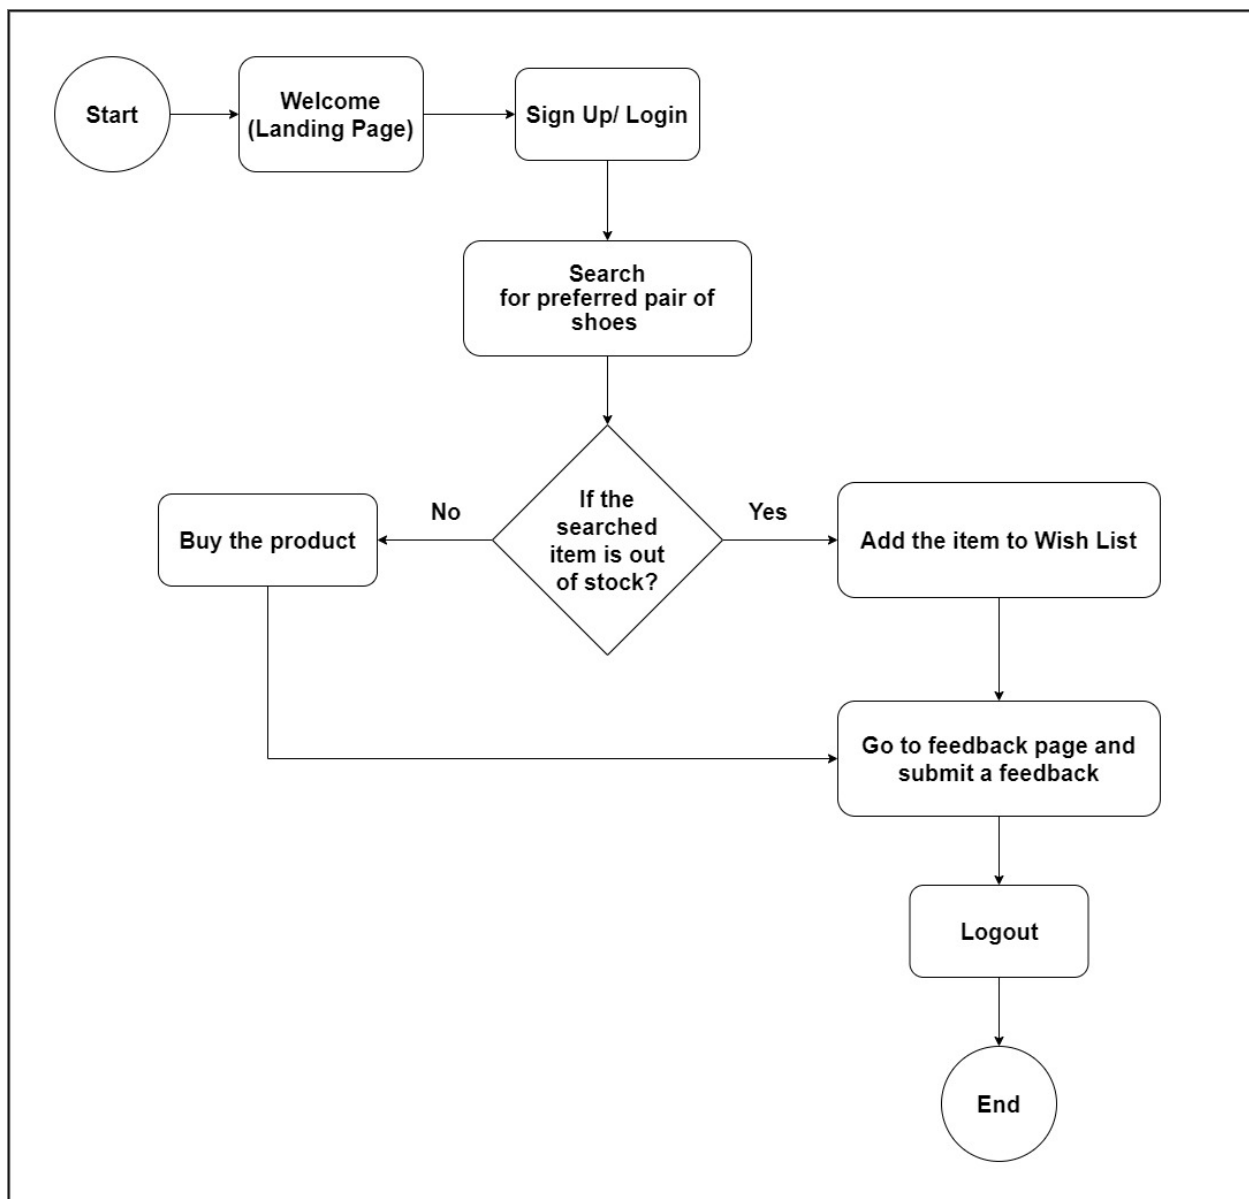 Start
Welcome
(Landing Page)
Sign Up/ Login
Search
for preferred pair of
shoes
If the
searched
item is out
of stock?
No
Yes
Buy the product
Add the item to Wish List
Go to feedback page and
submit a feedback
Logout
End